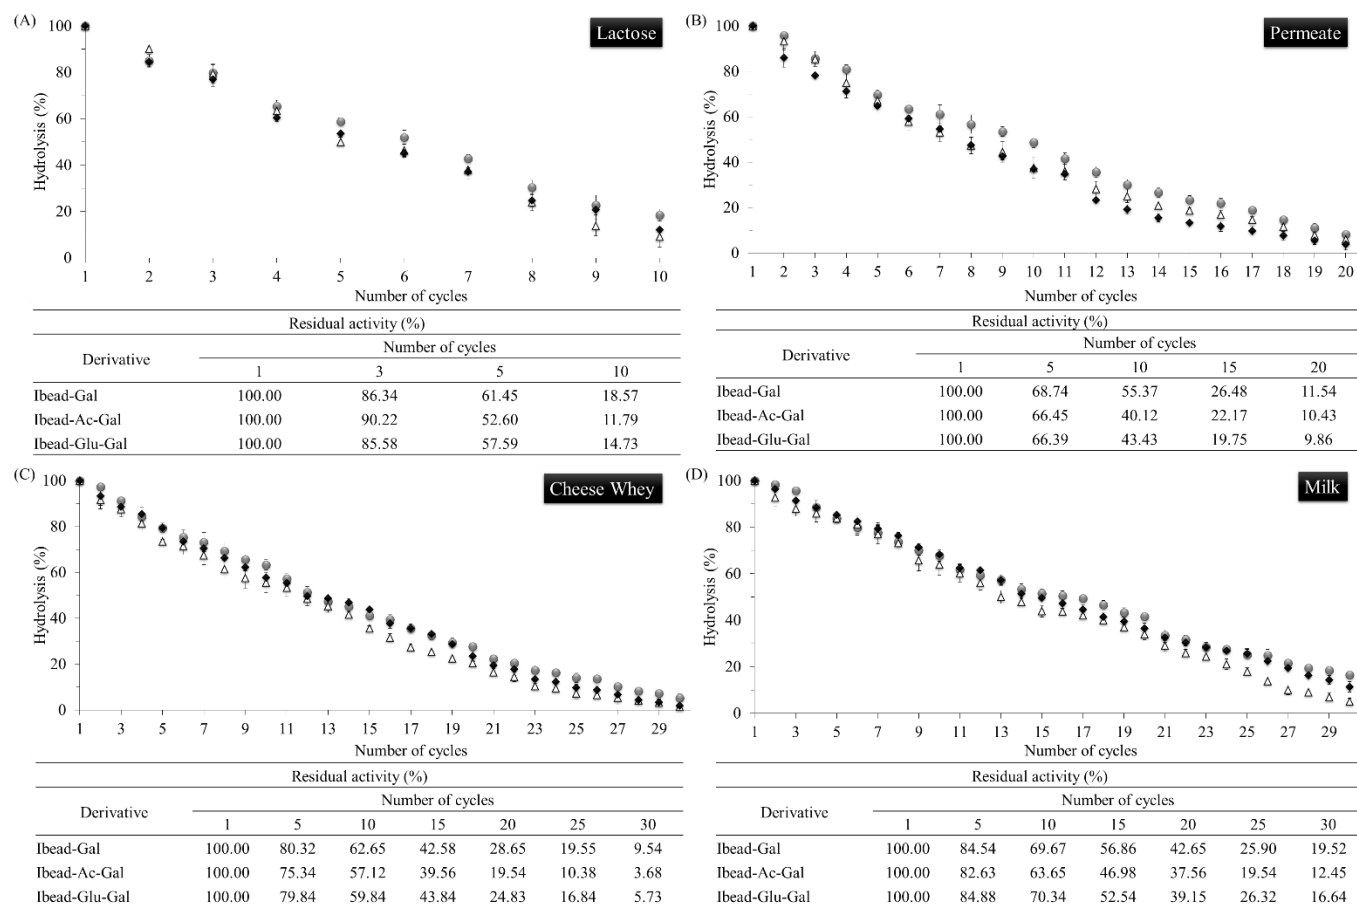 (A)
Lactose
Hydrolysis (%)
100
80
60
40
20
0
1 2 3 4 5 6 7 8 9 10
Number of cycles
Residual activity (%)
Derivative
Number of cycles
1 3 5 10
Ibead-Gal 100.00 86.34 61.45 18.57
Ibead-Ac-Gal 100.00 90.22 52.60 11.79
Ibead-Glu-Gal 100.00 85.58 57.59 14.73
(B)
Permeate
Hydrolysis (%)
100
80
60
40
20
0
1 2 3 4 5 6 7 8 9 10 11 12 13 14 15 16 17 18 19 20
Number of cycles
Residual activity (%)
Derivative
Number of cycles
1 5 10 15 20
Ibead-Gal 100.00 68.74 55.37 26.48 11.54
Ibead-Ac-Gal 100.00 66.45 40.12 22.17 10.43
Ibead-Glu-Gal 100.00 66.39 43.43 19.75 9.86
(C)
Cheese Whey
Hydrolysis (%)
100
80
60
40
20
0
1 3 5 7 9 11 13 15 17 19 21 23 25 27 29
Number of cycles
Residual activity (%)
Derivative
Number of cycles
1 5 10 15 20 25 30
Ibead-Gal 100.00 80.32 62.65 42.58 28.65 19.55 9.54
Ibead-Ac-Gal 100.00 75.34 57.12 39.56 19.54 10.38 3.68
Ibead-Glu-Gal 100.00 79.84 59.84 43.84 24.83 16.84 5.73
(D)
Milk
Hydrolysis (%)
100
80
60
40
20
0
1 3 5 7 9 11 13 15 17 19 21 23 25 27 29
Number of cycles
Residual activity (%)
Derivative
Number of cycles
1 5 10 15 20 25 30
Ibead-Gal 100.00 84.54 69.67 56.86 42.65 25.90 19.52
Ibead-Ac-Gal 100.00 82.63 63.65 46.98 37.56 19.54 12.45
Ibead-Glu-Gal 100.00 84.88 70.34 52.54 39.15 26.32 16.64